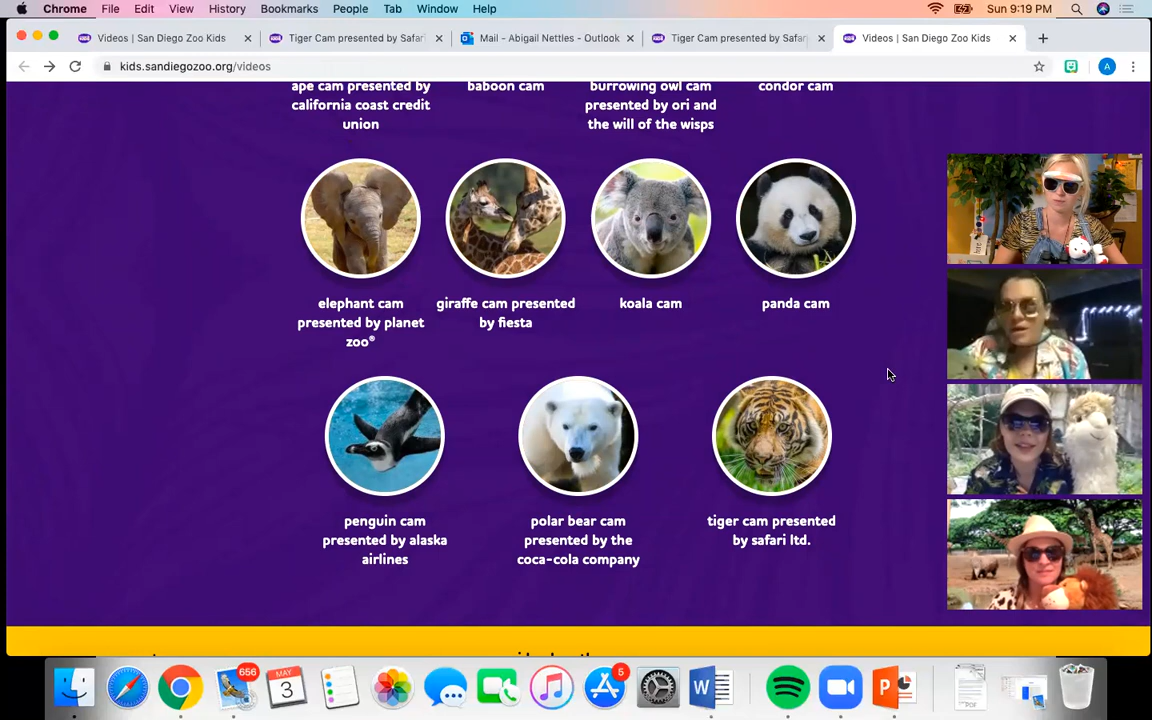 Chrome File Edit View History Bookmarks People Tab Window Help Sun 9:19 PM
Videos | San Diego Zoo Kids
Tiger Cam presented by Safar
Mail - Abigail Nettles - Outlook
Tiger Cam presented by Safar
Videos | San Diego Zoo Kids
kids.sandiegozoo.org/videos
A
ape cam presented by
california coast credit
union
baboon cam
burrowing owl cam
presented by ori and
the will of the wisps
condor cam
elephant cam
presented by planet
zoo®
giraffe cam presented
by fiesta
koala cam
panda cam
penguin cam
presented by alaska
airlines
polar bear cam
presented by the
coca-cola company
tiger cam presented
by safari ltd.
656
MAY
3
5
W
P
PDF